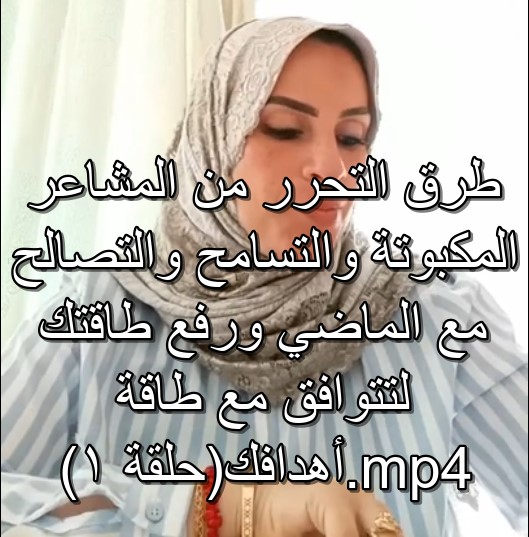 طرق التحرر من المشاعر
المكبوتة والتسامح والتصالح
مع الماضي ورفع طاقتك
لتتوافق مع طاقة
أهدافك(حلقة ١).mp4